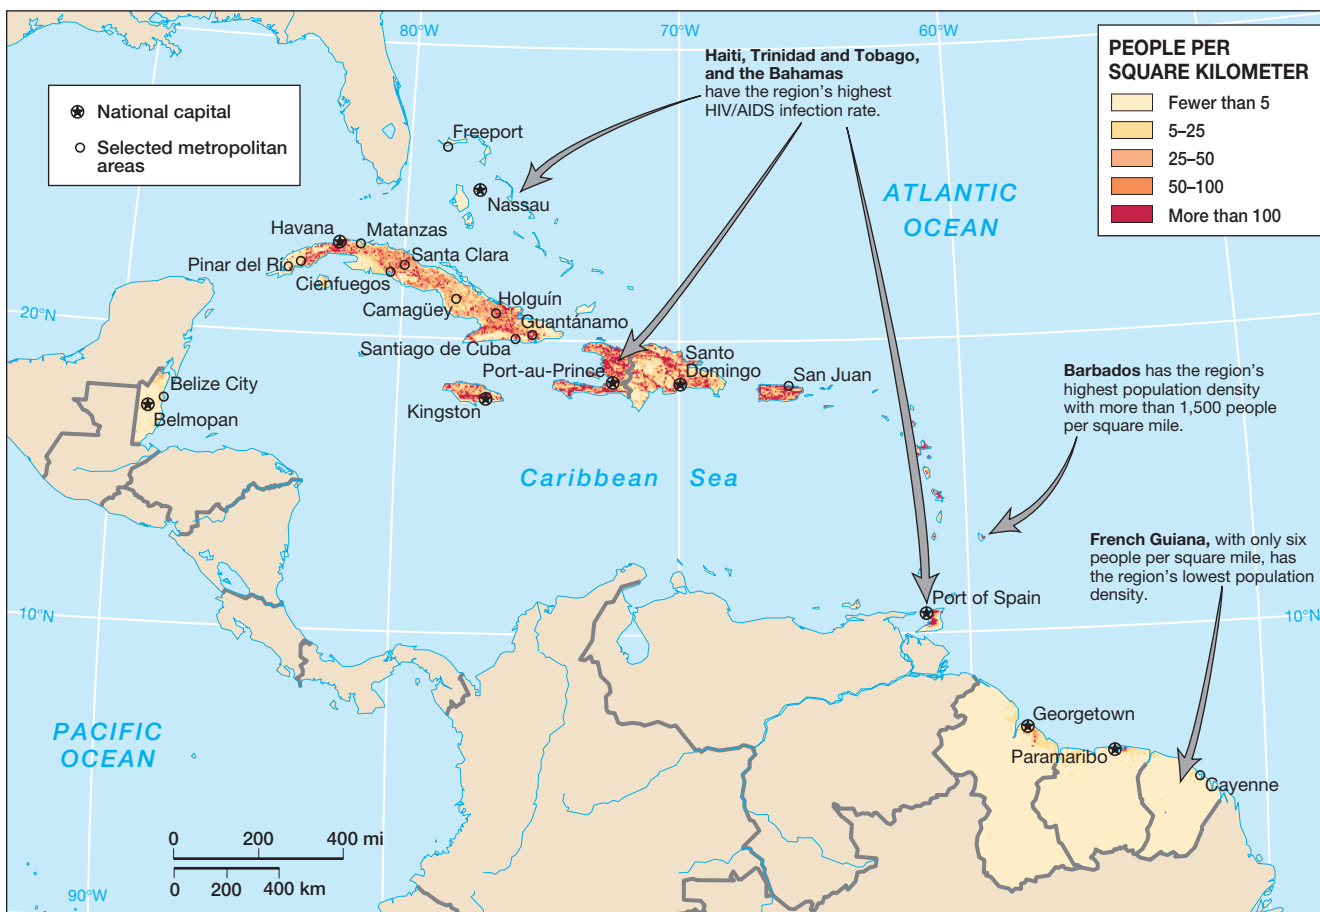 80°W
70°W
60°W
Haiti, Trinidad and Tobago,
and the Bahamas
have the region's highest
HIV/AIDS infection rate.
PEOPLE PER
SQUARE KILOMETER
Fewer than 5
5–25
25–50
50–100
More than 100
National capital
Selected metropolitan
areas
Freeport
Nassau
ATLANTIC
OCEAN
Havana
Matanzas
Pinar del Río
Santa Clara
Cienfuegos
Camagüey
Holguín
Guantánamo
Santiago de Cuba
20°N
20°N
Port-au-Prince
Santo
Domingo
San Juan
Kingston
Belize City
Belmopan
Barbados has the region's
highest population density
with more than 1,500 people
per square mile.
Caribbean Sea
French Guiana, with only six
people per square mile, has
the region's lowest population
density.
Port of Spain
10°N
10°N
PACIFIC
OCEAN
Georgetown
Paramaribo
Cayenne
0 200 400 mi
0 200 400 km
90°W